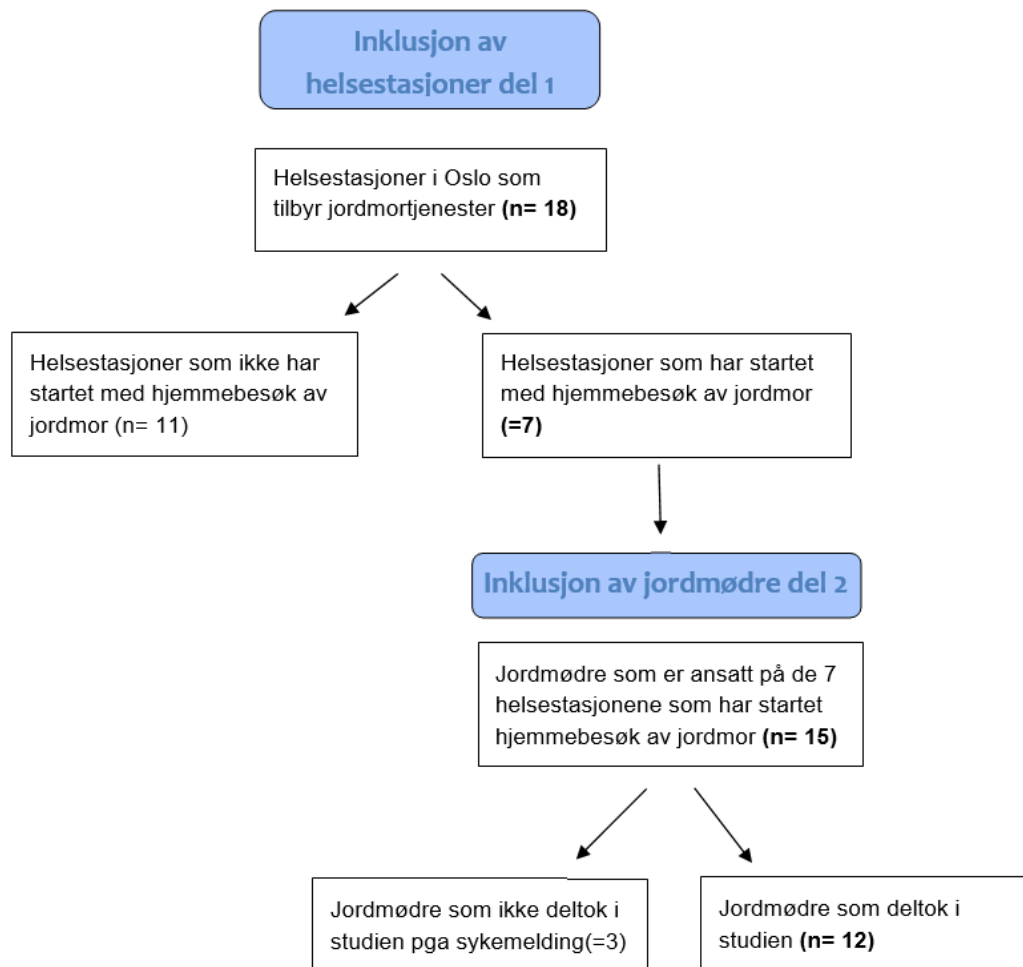 Inklusjon av
helsestasjoner del 1
Helsestasjoner i Oslo som
tilbyr jordmortjenester (n= 18)
Helsestasjoner som ikke har
startet med hjemmebesøk av
jordmor (n= 11)
Helsestasjoner som har startet
med hjemmebesøk av jordmor
(=7)
Inklusjon av jordmødre del 2
Jordmødre som er ansatt på de 7
helsestasjonene som har startet
hjemmebesøk av jordmor (n= 15)
Jordmødre som ikke deltok i
studien pga sykemelding(=3)
Jordmødre som deltok i
studien (n= 12)